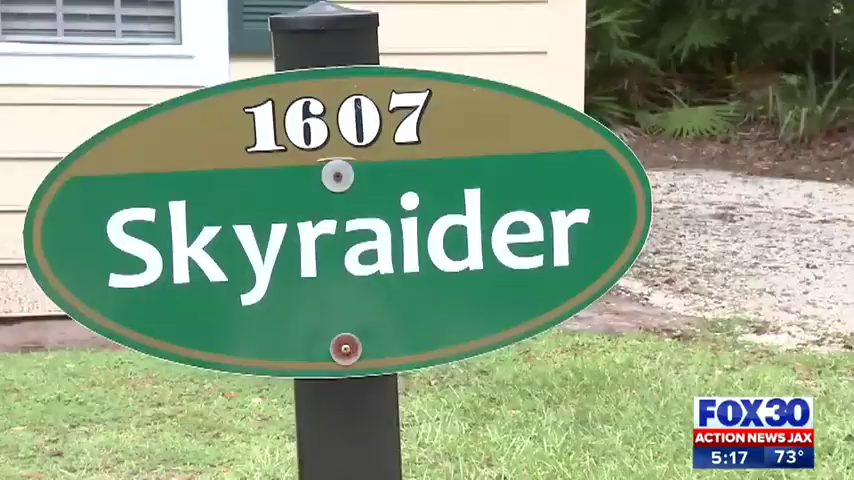 1607
Skyraider
FOX30
ACTION NEWS JAX
5:17 73°